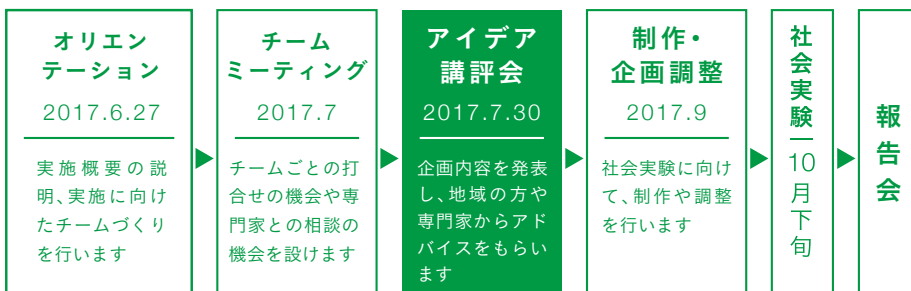 オリエン
テーション
2017.6.27
実施概要の説
明、実施に向け
たチームづくり
を行います
チーム
ミーティング
2017.7
チームごとの打
合せの機会や専
門家との相談の
機会を設けます
アイデア
講評会
2017.7.30
企画内容を発表
し、地域の方や
専門家からアド
バイスをもらい
ます
制作・
企画調整
2017.9
社会実験に向け
て、制作や調整
を行います
社会実験
10月下旬
報告会